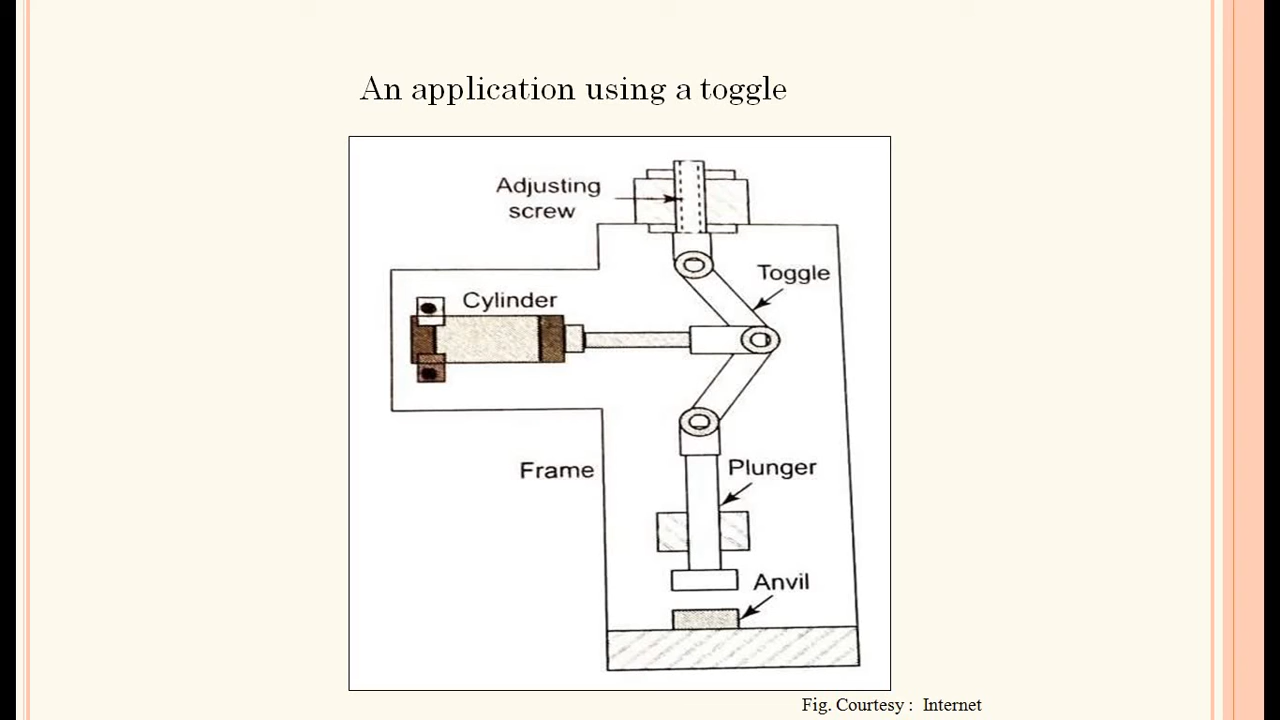 An application using a toggle
Adjusting
screw
Toggle
Cylinder
Frame
Plunger
Anvil
Fig. Courtesy :  Internet